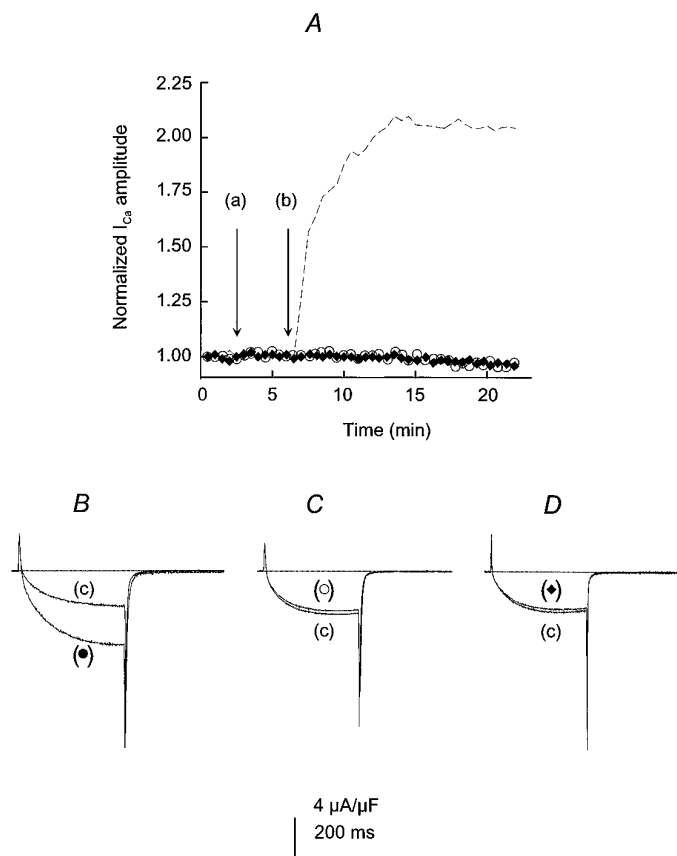 A
2.25
2.00
1.75
1.50
1.25
1.00
Normalized I_Ca amplitude
(a)
(b)
0
5
10
15
20
Time (min)
B
C
D
(c)
(●)
(○)
(c)
(◆)
(c)
4 µA/µF
200 ms